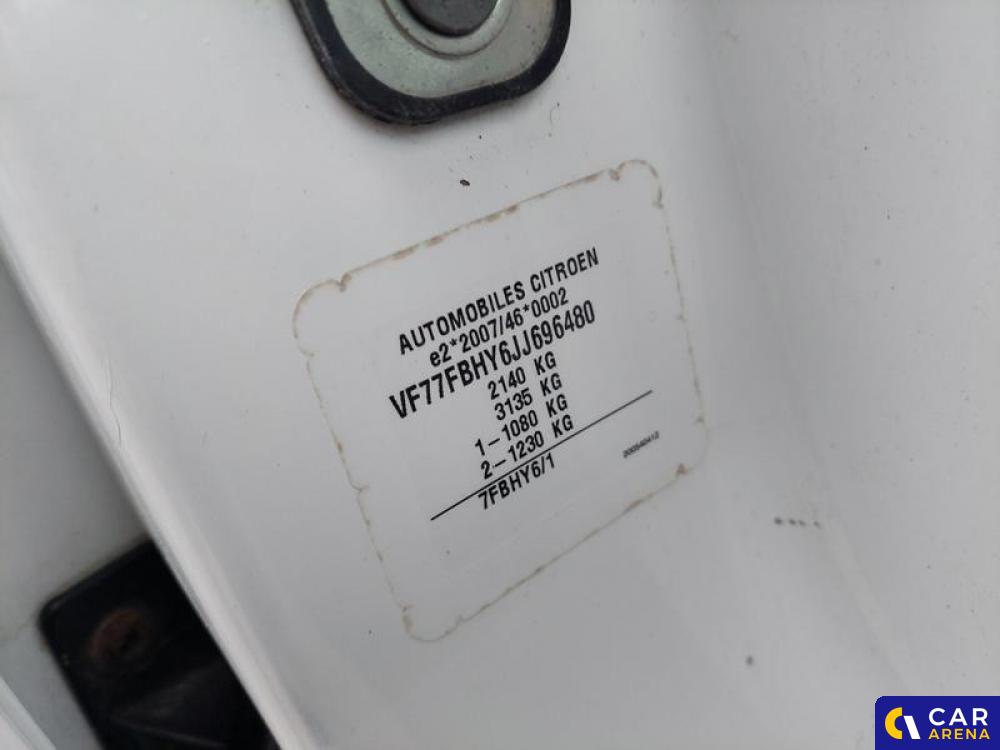 AUTOMOBILES CITROEN
e2*2007/46*0002
VF77FBHY6JJ696480
2140 KG
3135 KG
1-1080 KG
2-1230 KG
7FBHY6/1
CAR
ARENA